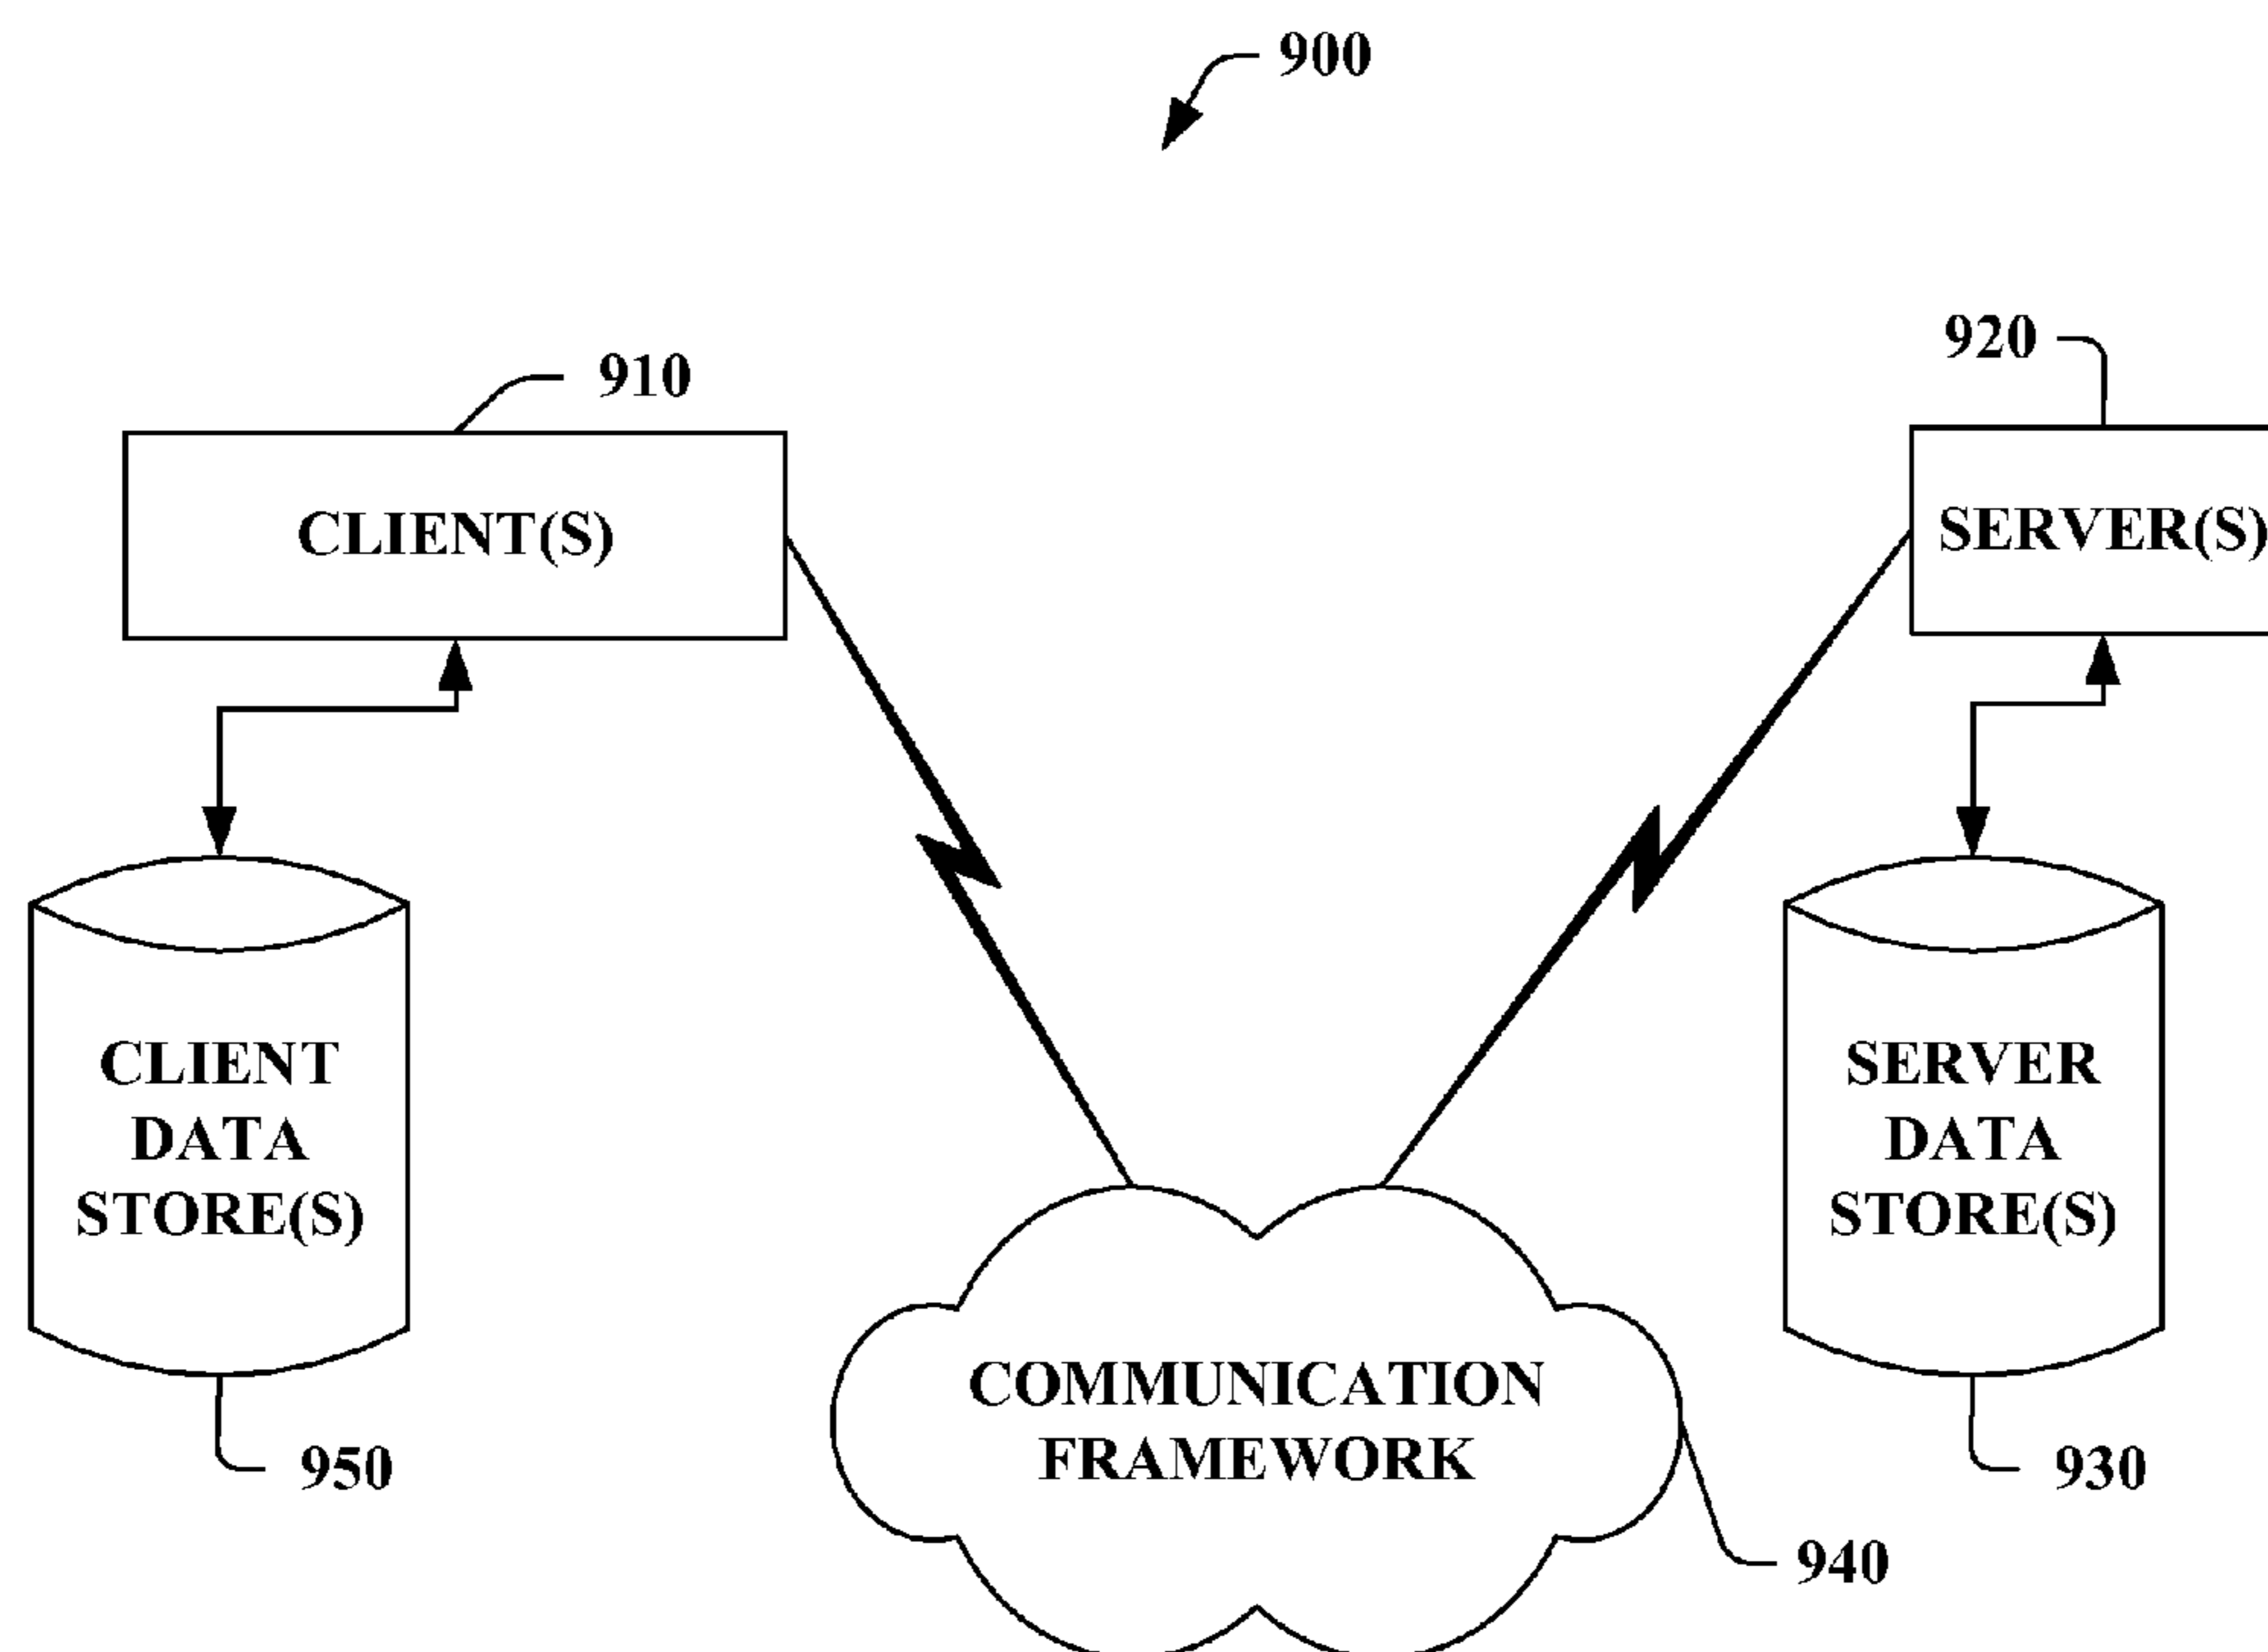 900
910
920
CLIENT(S)
SERVER(S)
CLIENT
DATA
STORE(S)
SERVER
DATA
STORE(S)
COMMUNICATION
FRAMEWORK
950
930
940